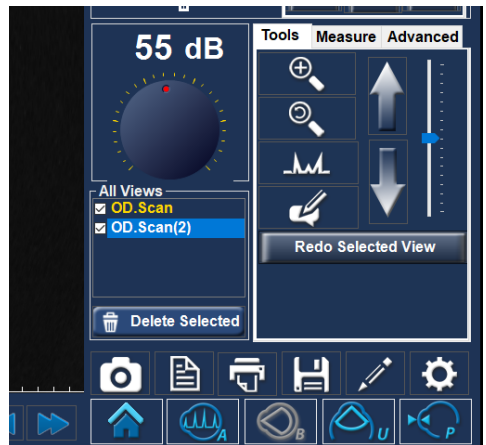 55 dB
Tools Measure Advanced
All Views
OD.Scan
OD.Scan(2)
Redo Selected View
Delete Selected
A
B
U
P